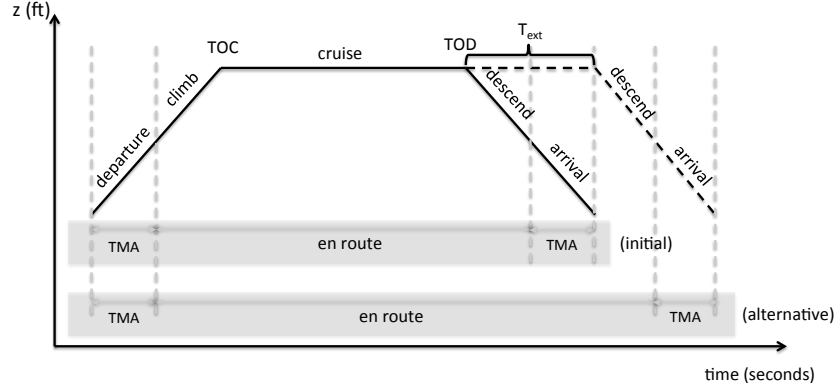 z (ft)
TOC
cruise
TOD
T_ext
departure
climb
descend
arrival
descend
arrival
TMA
en route
TMA
(initial)
TMA
en route
TMA
(alternative)
time (seconds)